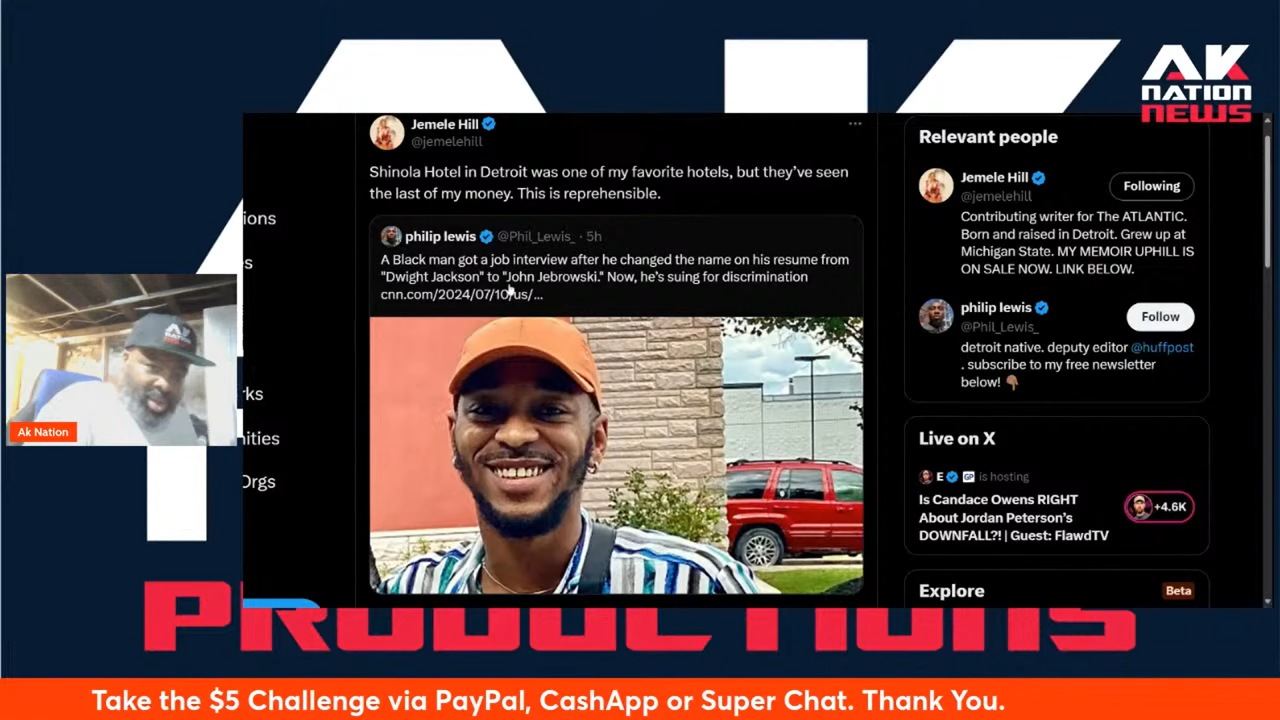 AK
NATION
NEWS
Jemele Hill
@jemelehill
Shinola Hotel in Detroit was one of my favorite hotels, but they've seen
the last of my money. This is reprehensible.
philip lewis @Phil_Lewis_ · 5h
A Black man got a job interview after he changed the name on his resume from
"Dwight Jackson" to "John Jebrowski." Now, he's suing for discrimination
cnn.com/2024/07/10/us/…
ions
s
rks
ities
Orgs
Ak Nation
Relevant people
Jemele Hill
@jemelehill
Following
Contributing writer for The ATLANTIC.
Born and raised in Detroit. Grew up at
Michigan State. MY MEMOIR UPHILL IS
ON SALE NOW. LINK BELOW.
philip lewis
@Phil_Lewis_
Follow
detroit native. deputy editor @huffpost
. subscribe to my free newsletter
below!
Live on X
E GP is hosting
Is Candace Owens RIGHT
About Jordan Peterson's
DOWNFALL?! | Guest: FlawdTV
+4.6K
Explore
Beta
PRODUCTIONS
Take the $5 Challenge via PayPal, CashApp or Super Chat. Thank You.